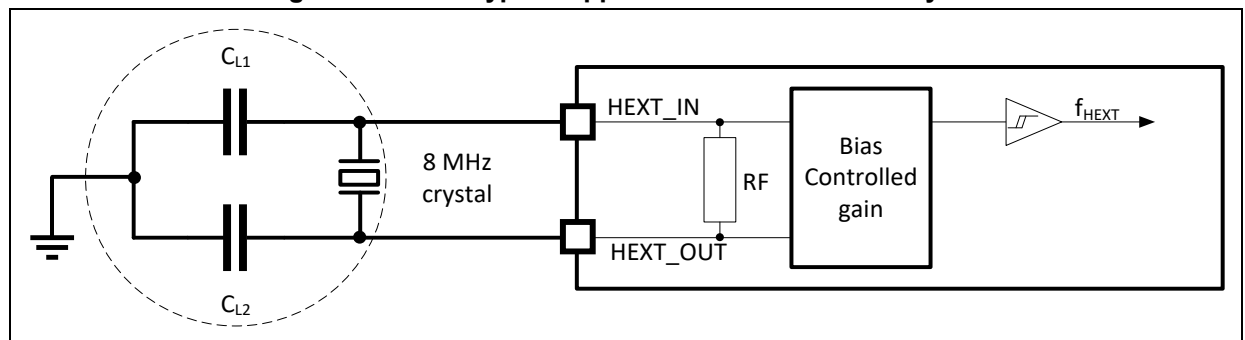 C_L1
HEXT_IN
f_HEXT
8 MHz
crystal
RF
Bias
Controlled
gain
HEXT_OUT
C_L2